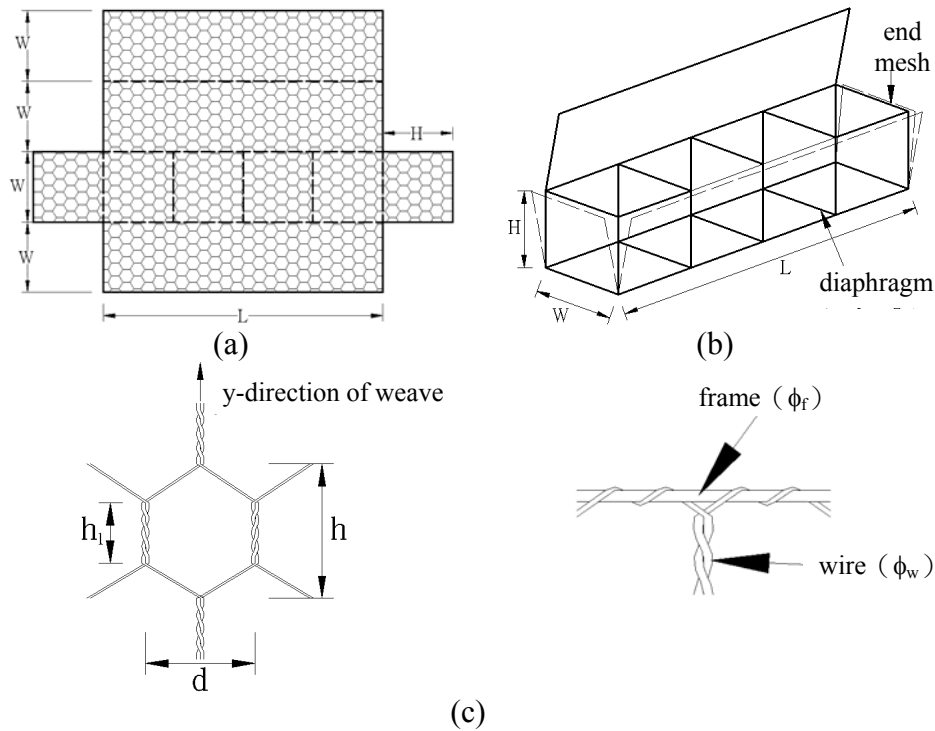 W
W
W
W
H
L
(a)
end
mesh
H
W
L
diaphragm
(b)
y-direction of weave
h₁
h
d
frame（ϕf）
wire（ϕw）
(c)